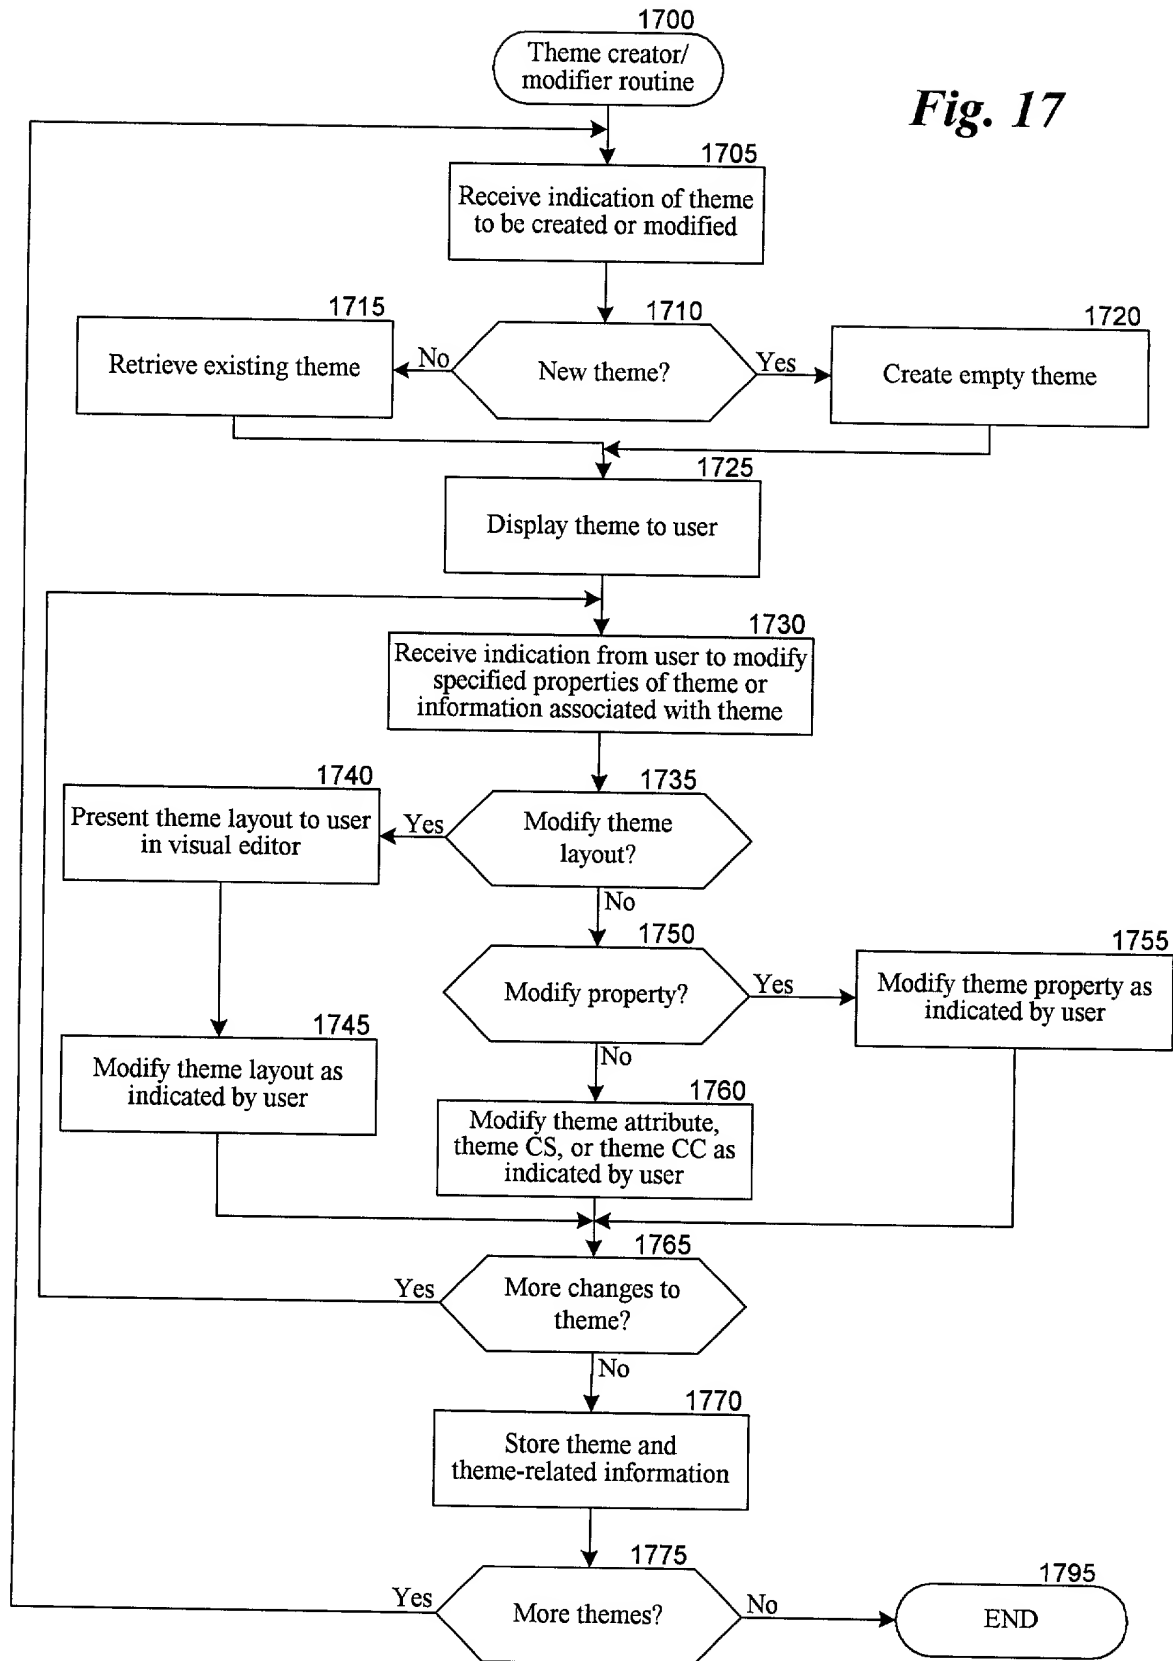 1700
Theme creator/
modifier routine
Fig. 17
1705
Receive indication of theme
to be created or modified
1715
1710
1720
Retrieve existing theme
No
New theme?
Yes
Create empty theme
1725
Display theme to user
1730
Receive indication from user to modify
specified properties of theme or
information associated with theme
1740
1735
Present theme layout to user
in visual editor
Yes
Modify theme
layout?
No
1750
1755
Modify property?
Yes
Modify theme property as
indicated by user
1745
No
Modify theme layout as
indicated by user
1760
Modify theme attribute,
theme CS, or theme CC as
indicated by user
1765
Yes
More changes to
theme?
No
1770
Store theme and
theme-related information
1775
1795
Yes
More themes?
No
END